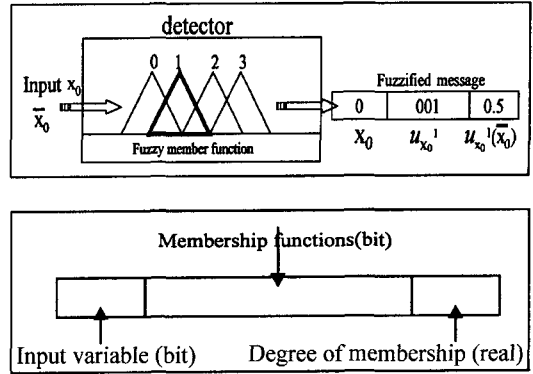 detector
0 1 2 3
Input x₀
x̄₀
Fuzzified message
0 001 0.5
x₀ uₓ₀¹ uₓ₀¹(x̄₀)
Fuzzy member function
Membership functions(bit)
Input variable (bit)
Degree of membership (real)